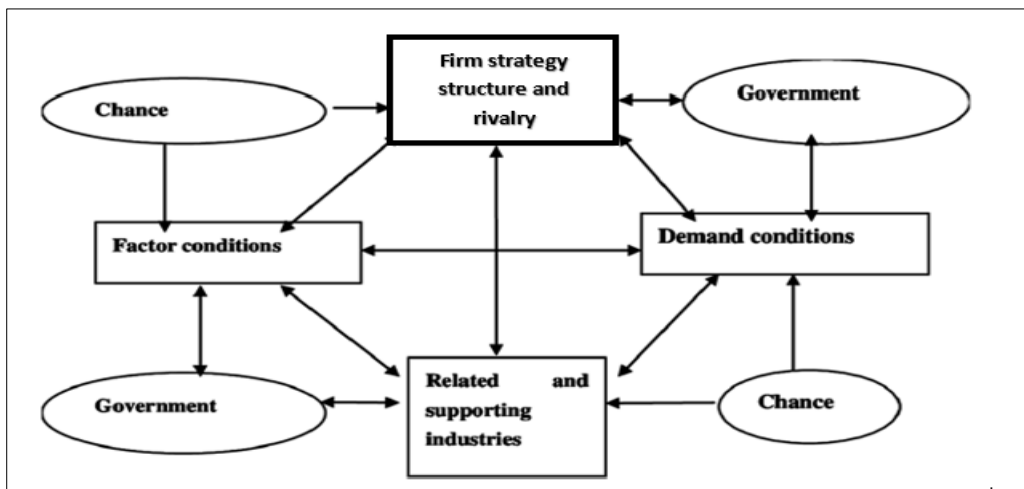 Firm strategy
structure and
rivalry
Chance
Government
Factor conditions
Demand conditions
Government
Related and
supporting
industries
Chance